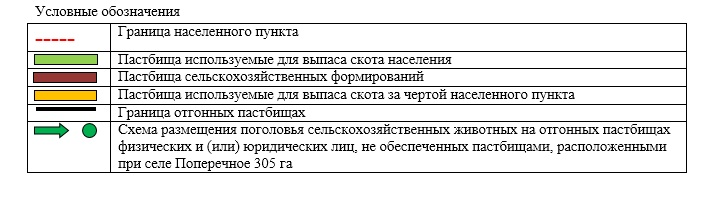 Условные обозначения
Граница населенного пункта
Пастбища используемые для выпаса скота населения
Пастбища сельскохозяйственных формирований
Пастбища используемые для выпаса скота за чертой населенного пункта
Граница отгонных пастбищах
Схема размещения поголовья сельскохозяйственных животных на отгонных пастбищах
физических и (или) юридических лиц, не обеспеченных пастбищами, расположенными
при селе Поперечное 305 га